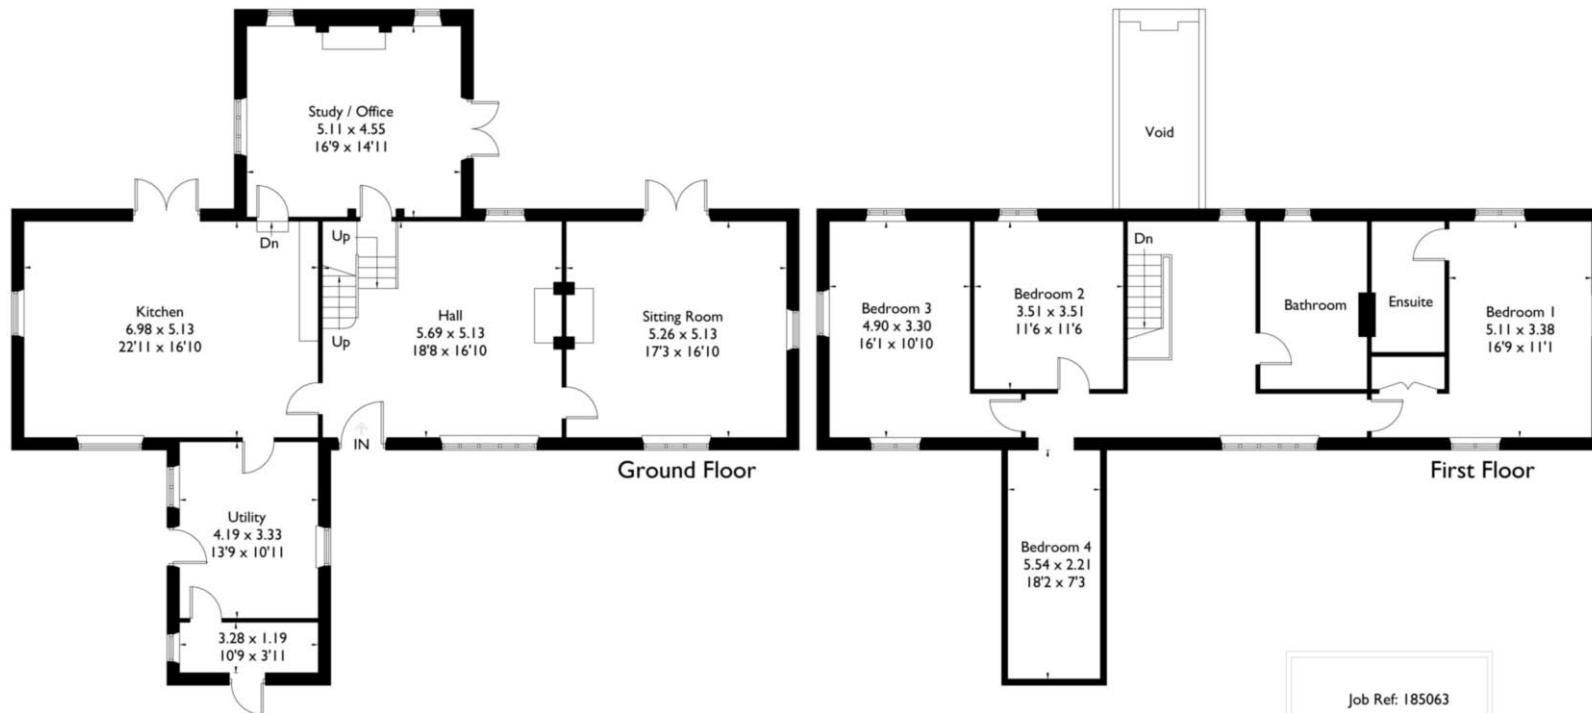 Study / Office
5.11 x 4.55
16'9 x 14'11
Dn
Up
Kitchen
6.98 x 5.13
22'11 x 16'10
Up
Hall
5.69 x 5.13
18'8 x 16'10
Sitting Room
5.26 x 5.13
17'3 x 16'10
IN
Ground Floor
Utility
4.19 x 3.33
13'9 x 10'11
3.28 x 1.19
10'9 x 3'11
Void
Dn
Bedroom 3
4.90 x 3.30
16'1 x 10'10
Bedroom 2
3.51 x 3.51
11'6 x 11'6
Bathroom
Ensuite
Bedroom 1
5.11 x 3.38
16'9 x 11'1
First Floor
Bedroom 4
5.54 x 2.21
18'2 x 7'3
Job Ref: 185063